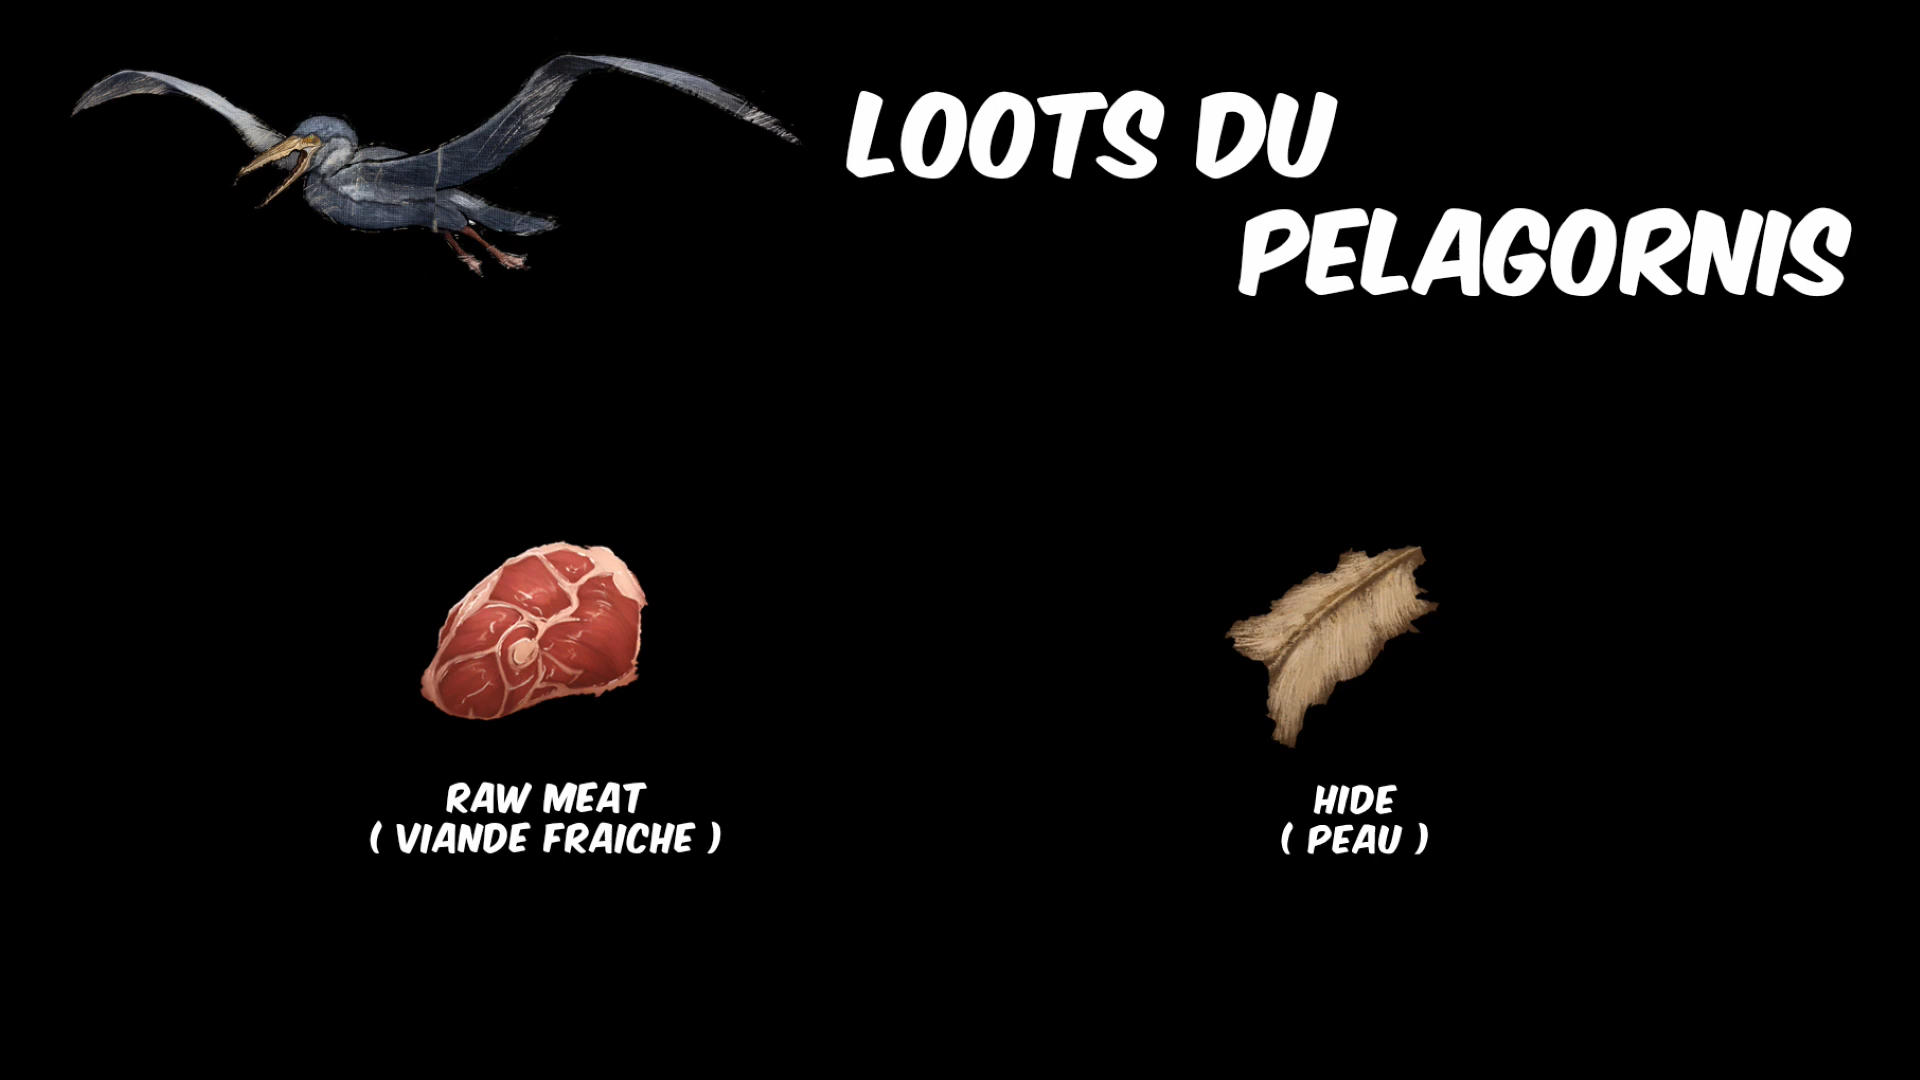 LOOTS DU
PELAGORNIS
RAW MEAT
( VIANDE FRAICHE )
HIDE
( PEAU )